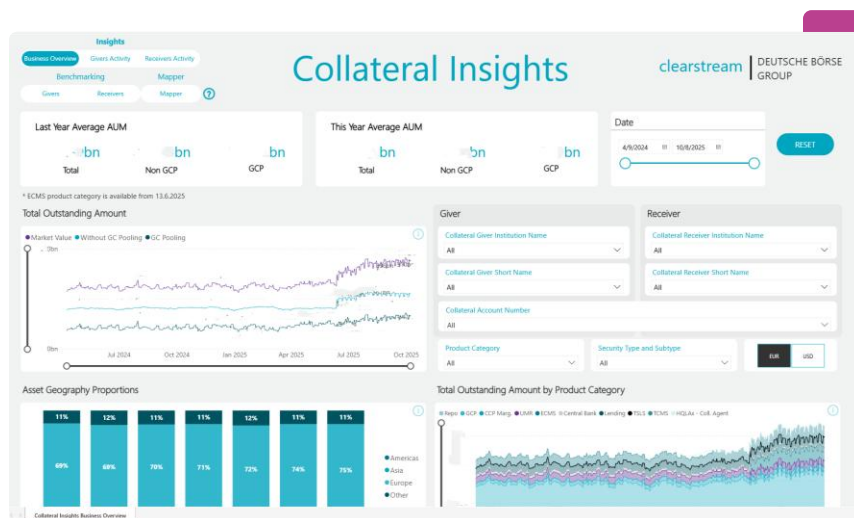 Insights
Business Overview Givers Activity Receivers Activity
Benchmarking Mapper
Givers Receivers Mapper ?
Collateral Insights
clearstream DEUTSCHE BÖRSE
GROUP
Last Year Average AUM
bn bn bn
Total Non GCP GCP
This Year Average AUM
bn bn bn
Total Non GCP GCP
Date
4/9/2024 10/8/2025
RESET
* ECMS product category is available from 13.6.2025
Total Outstanding Amount
Market Value Without GC Pooling GC Pooling
Jul 2024 Oct 2024 Jan 2025 Apr 2025 Jul 2025 Oct 2025
Giver
Collateral Giver Institution Name
All
Collateral Giver Short Name
All
Receiver
Collateral Receiver Institution Name
All
Collateral Receiver Short Name
All
Collateral Account Number
All
Product Category
All
Security Type and Subtype
All
EUR USD
Asset Geography Proportions
11% 12% 11% 11% 12% 11% 11%
69% 68% 70% 71% 72% 74% 75%
Americas
Asia
Europe
Other
Total Outstanding Amount by Product Category
Repo GCP CCP Marg. UMR ECMS Central Bank Lending TSLS TCMS HQLAx - Coll. Agent
Collateral Insights Business Overview